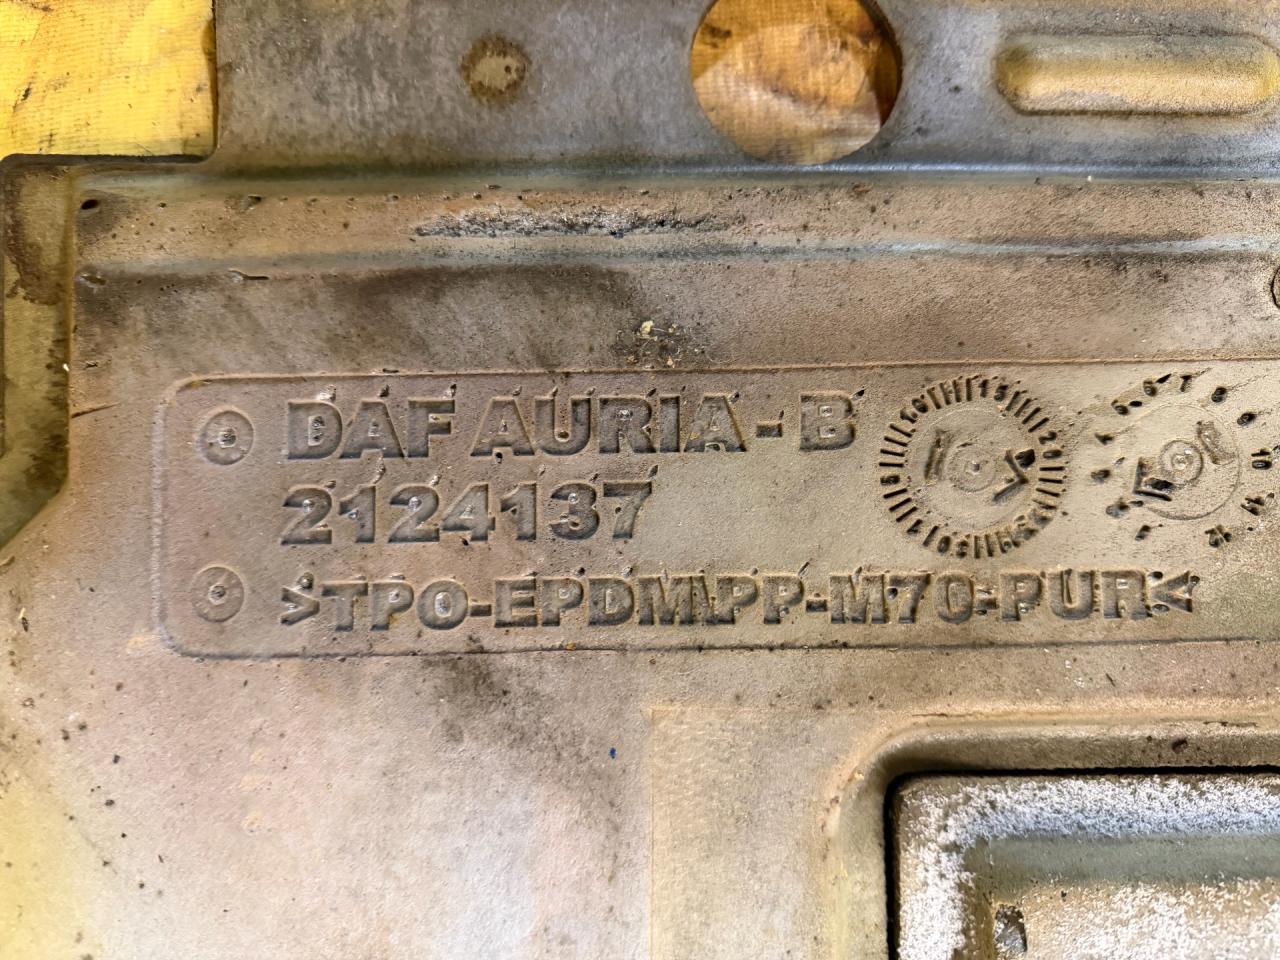 DAF AURIA-B
2124137
>TPO-EPDM\PP-M70-PUR<